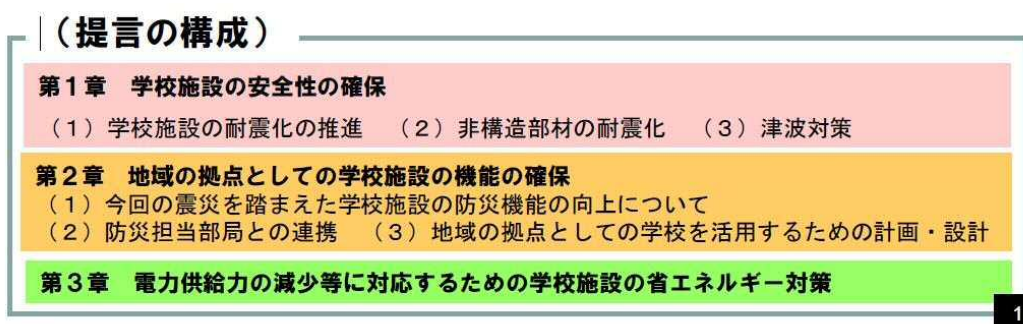 （提言の構成）
第１章　学校施設の安全性の確保
（１）学校施設の耐震化の推進　（２）非構造部材の耐震化　（３）津波対策
第２章　地域の拠点としての学校施設の機能の確保
（１）今回の震災を踏まえた学校施設の防災機能の向上について
（２）防災担当部局との連携　（３）地域の拠点としての学校を活用するための計画・設計
第３章　電力供給力の減少等に対応するための学校施設の省エネルギー対策
1